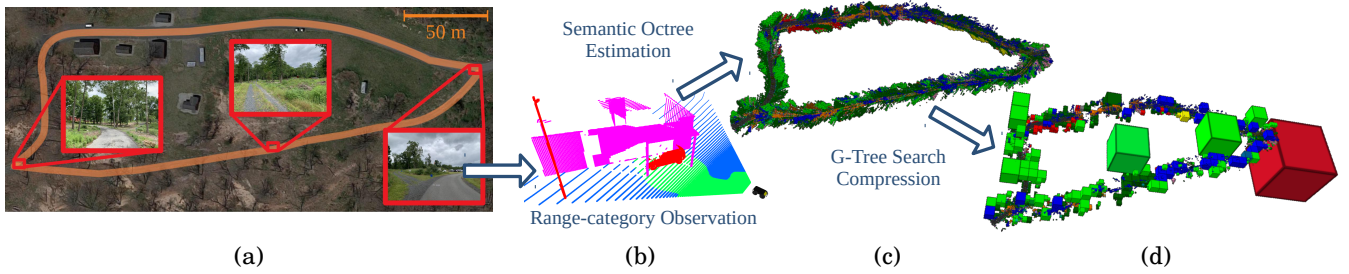 50 m
Semantic Octree
Estimation
G-Tree Search
Compression
Range-category Observation
(a)
(b)
(c)
(d)